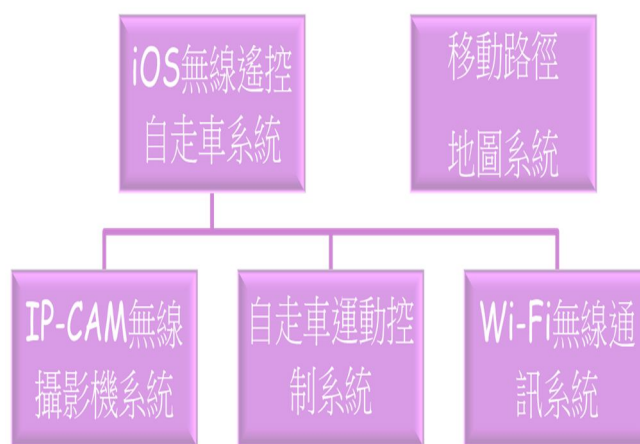 iOS無線遙控
自走車系統
移動路徑
地圖系統
IP-CAM無線
攝影機系統
自走車運動控
制系統
Wi-Fi無線通
訊系統